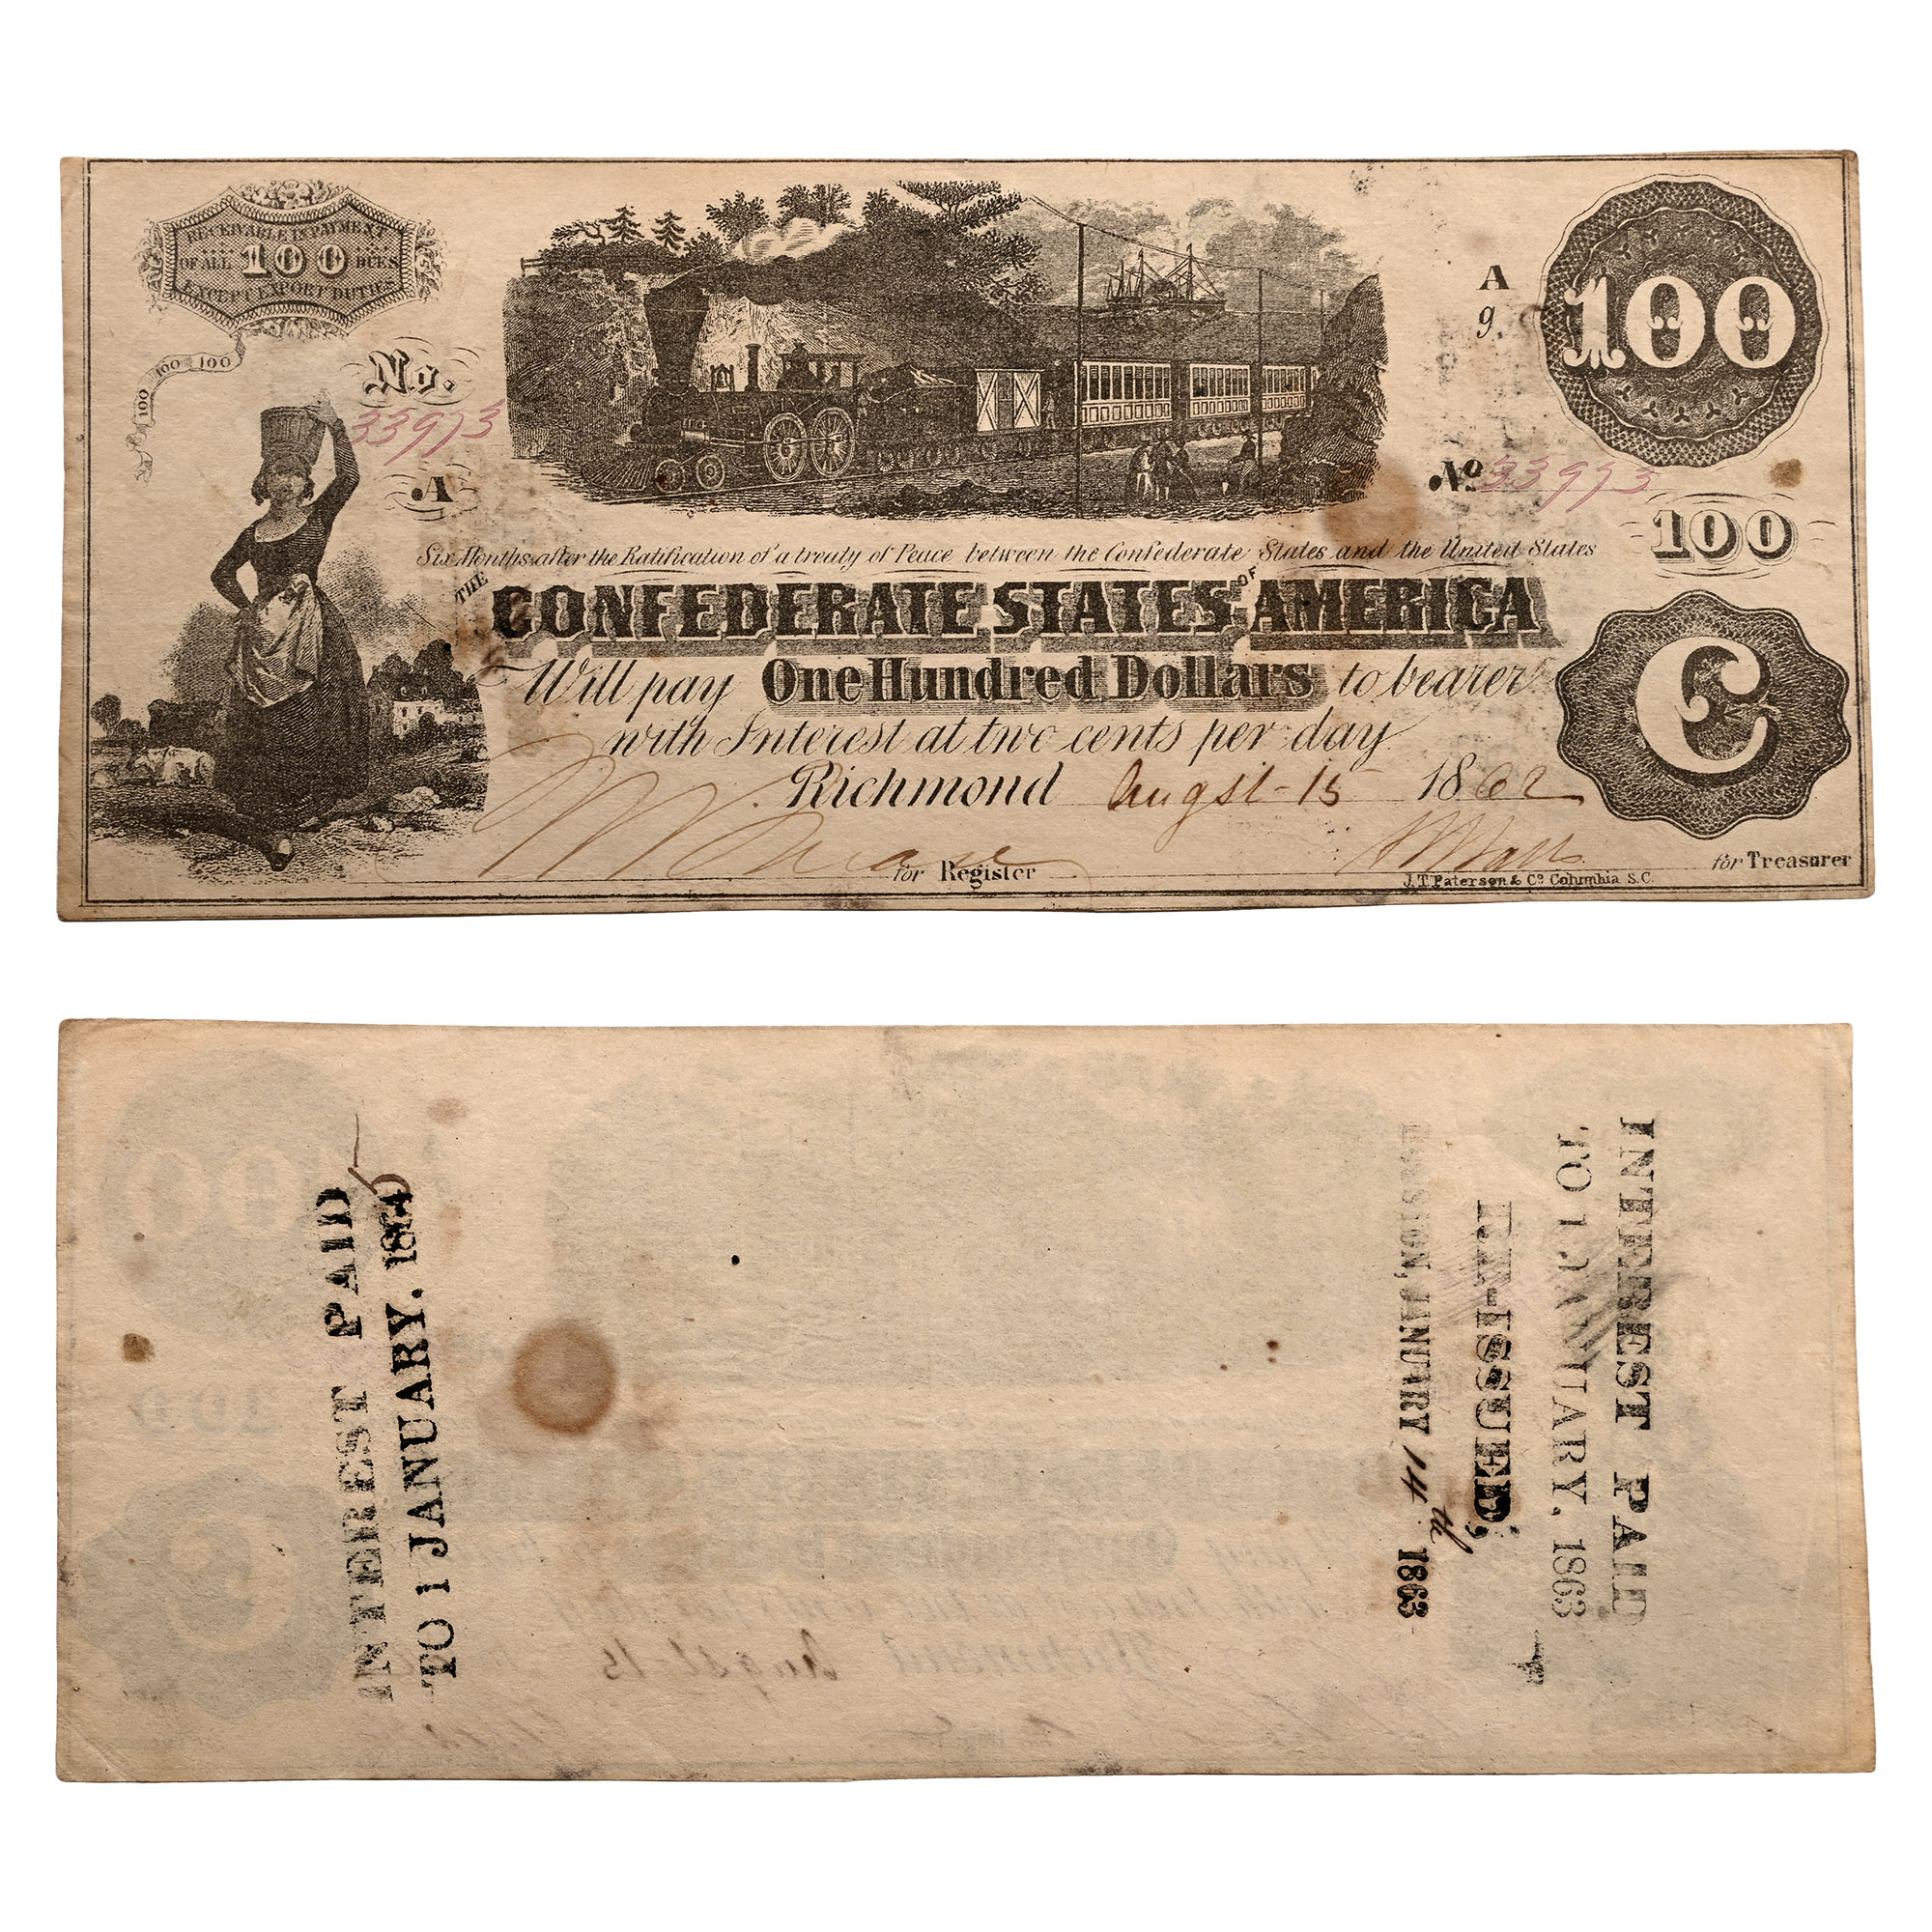 RECEIVABLE IN PAYMENT
OF ALL 100 DUES
EXCEPT EXPORT DUTIES
100 100 100
No.
33973
A
A
9
100
No 33973
100
Six Months after the Ratification of a treaty of Peace between the Confederate States and the United States
THE CONFEDERATE STATES OF AMERICA
Will pay One Hundred Dollars to bearer
with Interest at two cents per day
C
Richmond Augst 15 1862
for Register
for Treasurer
J.T. Paterson & Co Columbia S.C.
INTEREST PAID
TO 1 JANUARY, 1865
INTEREST PAID
TO 1 JANUARY, 1863
RE-ISSUED,
JANUARY 14th 1863